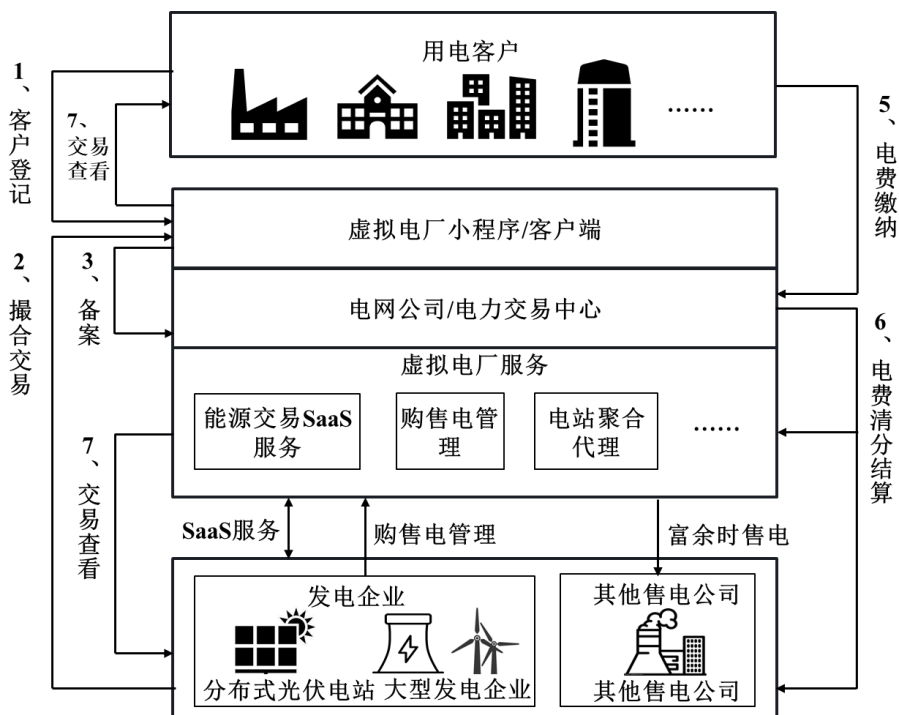 用电客户
……
1、客户登记
7、
交易
查看
5、电费缴纳
虚拟电厂小程序/客户端
2、撮合交易
3、备案
电网公司/电力交易中心
6、电费清分结算
虚拟电厂服务
能源交易SaaS
服务
购售电管
理
电站聚合
代理
……
7、交易查看
SaaS服务
购售电管理
富余时售电
发电企业
分布式光伏电站
大型发电企业
其他售电公司
其他售电公司